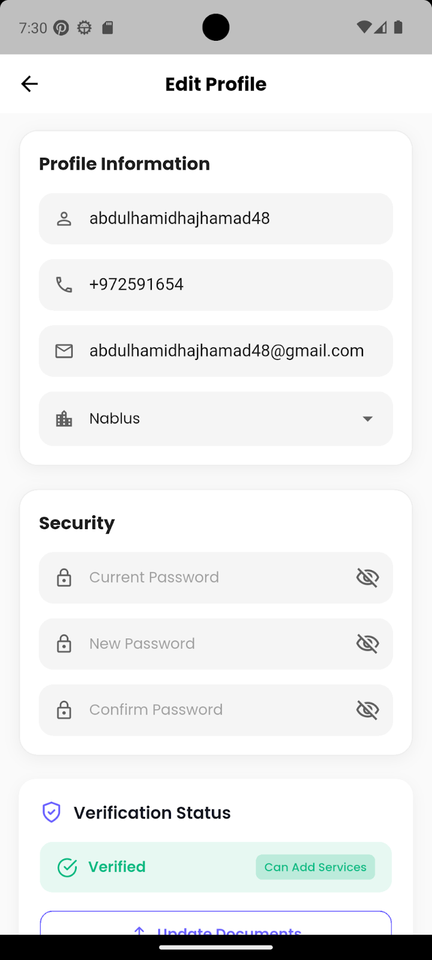 7:30
Edit Profile
Profile Information
abdulhamidhajhamad48
+972591654
abdulhamidhajhamad48@gmail.com
Nablus
Security
Current Password
New Password
Confirm Password
Verification Status
Verified
Can Add Services
Update Documents